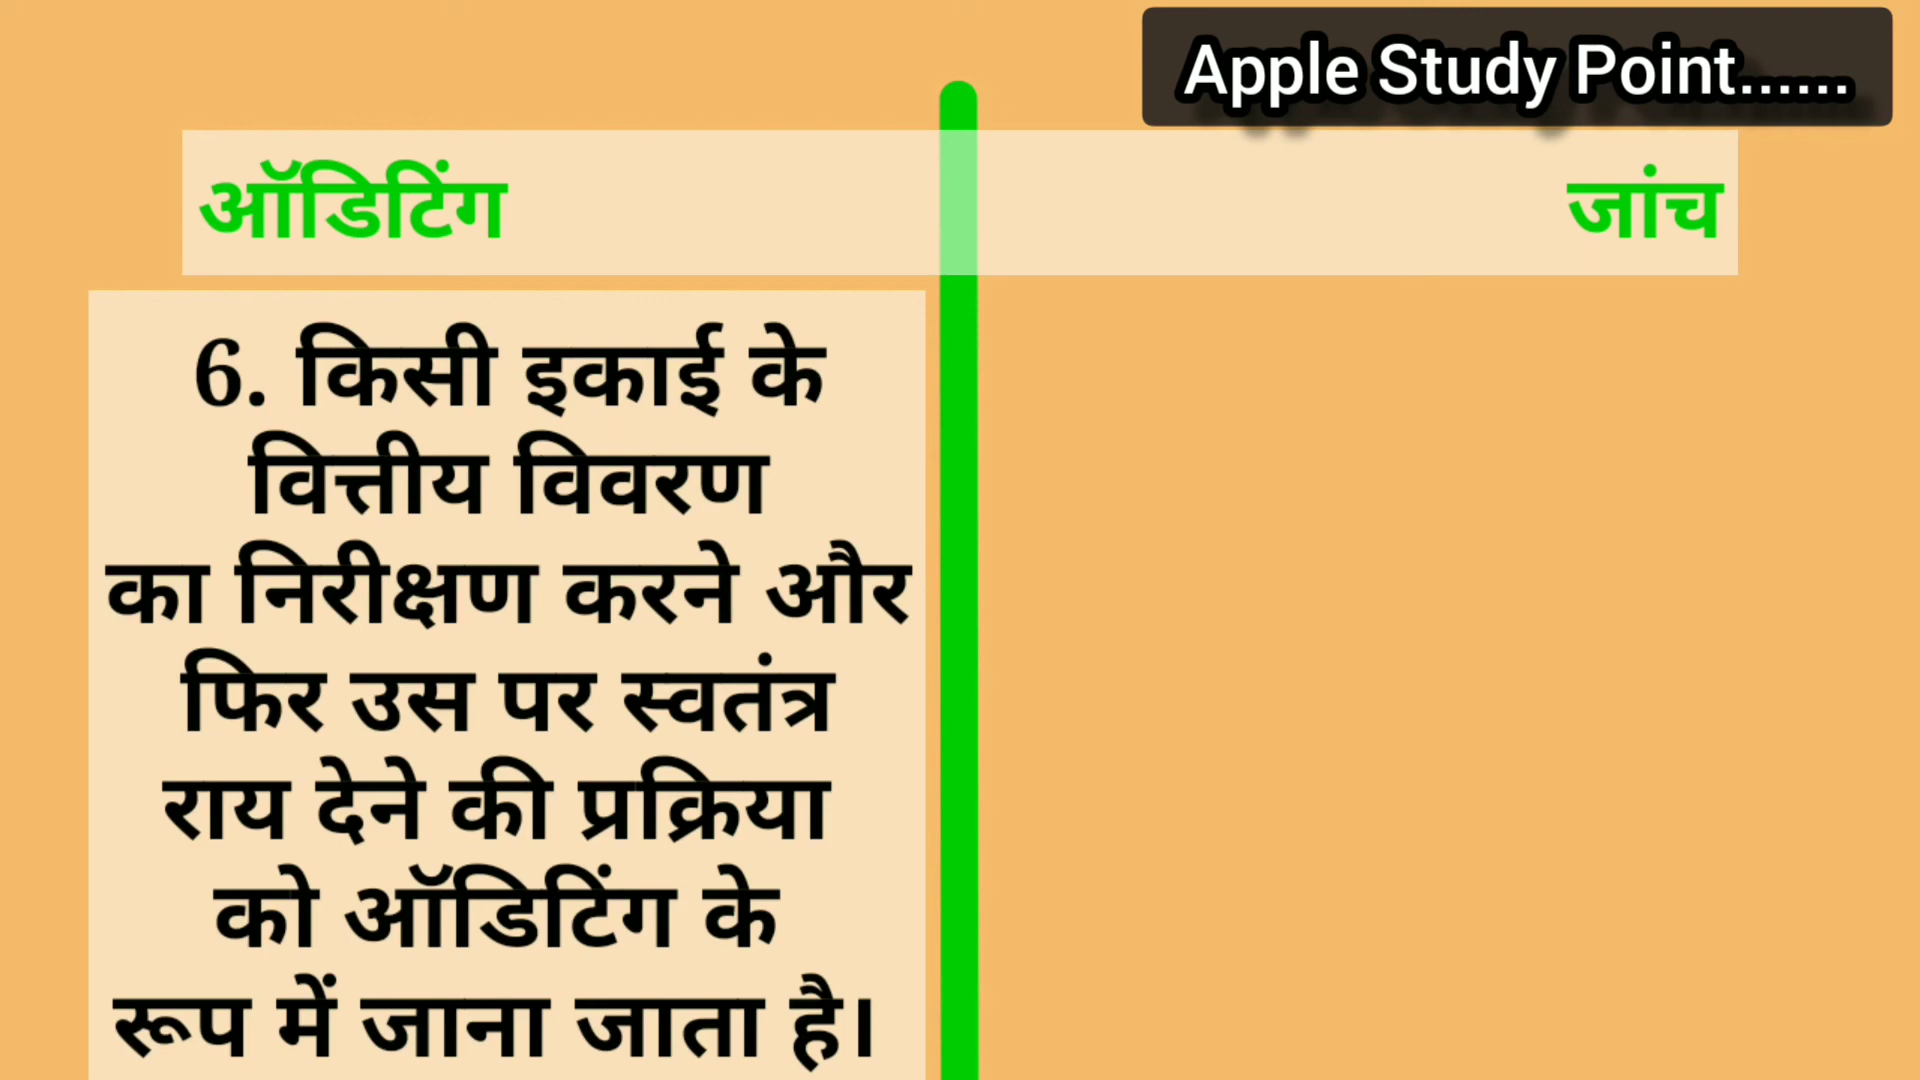 Apple Study Point......
ऑडिटिंग जांच
6. किसी इकाई के
वित्तीय विवरण
का निरीक्षण करने और
फिर उस पर स्वतंत्र
राय देने की प्रक्रिया
को ऑडिटिंग के
रूप में जाना जाता है।